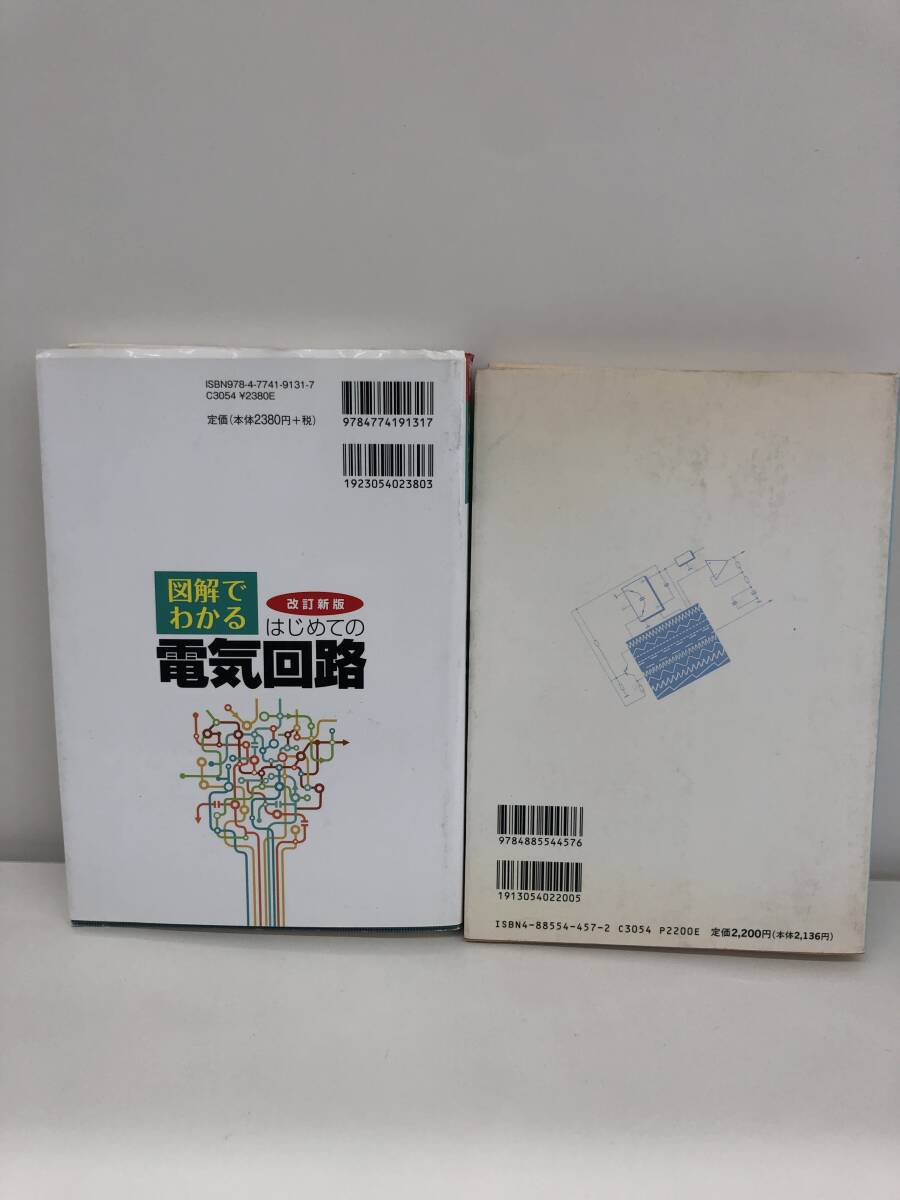 ISBN978-4-7741-9131-7
C3054 ¥2380E
定価(本体2380円+税)
9784774191317
1923054023803
図解で
わかる
改訂新版
はじめての
電気回路
9784885544576
1913054022005
ISBN4-88554-457-2 C3054 P2200E 定価2,200円(本体2,136円)